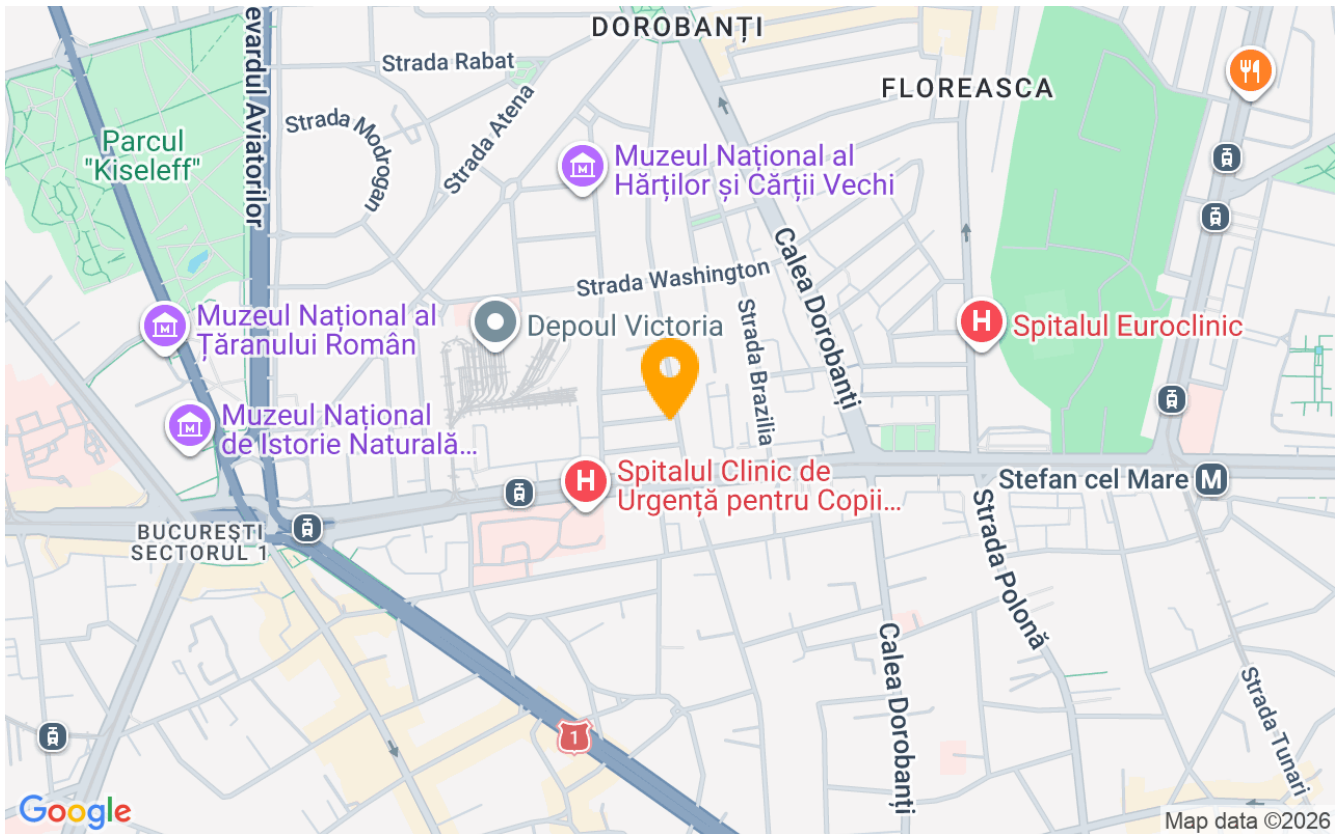 DOROBANȚI
evardul Aviatorilor
Strada Rabat
FLOREASCA
Strada Modrogan
Strada Atena
Parcul
"Kiseleff"
Muzeul Național al
Hărților și Cărții Vechi
Calea Dorobanți
Strada Washington
Strada Brazilia
Muzeul Național al
Țăranului Român
Depoul Victoria
H
Spitalul Euroclinic
Muzeul Național
de Istorie Naturală...
H
Spitalul Clinic de
Urgență pentru Copii...
Stefan cel Mare M
BUCUREȘTI
SECTORUL 1
Strada Polonă
Calea Dorobanți
Strada Tunari
1
Google
Map data ©2026